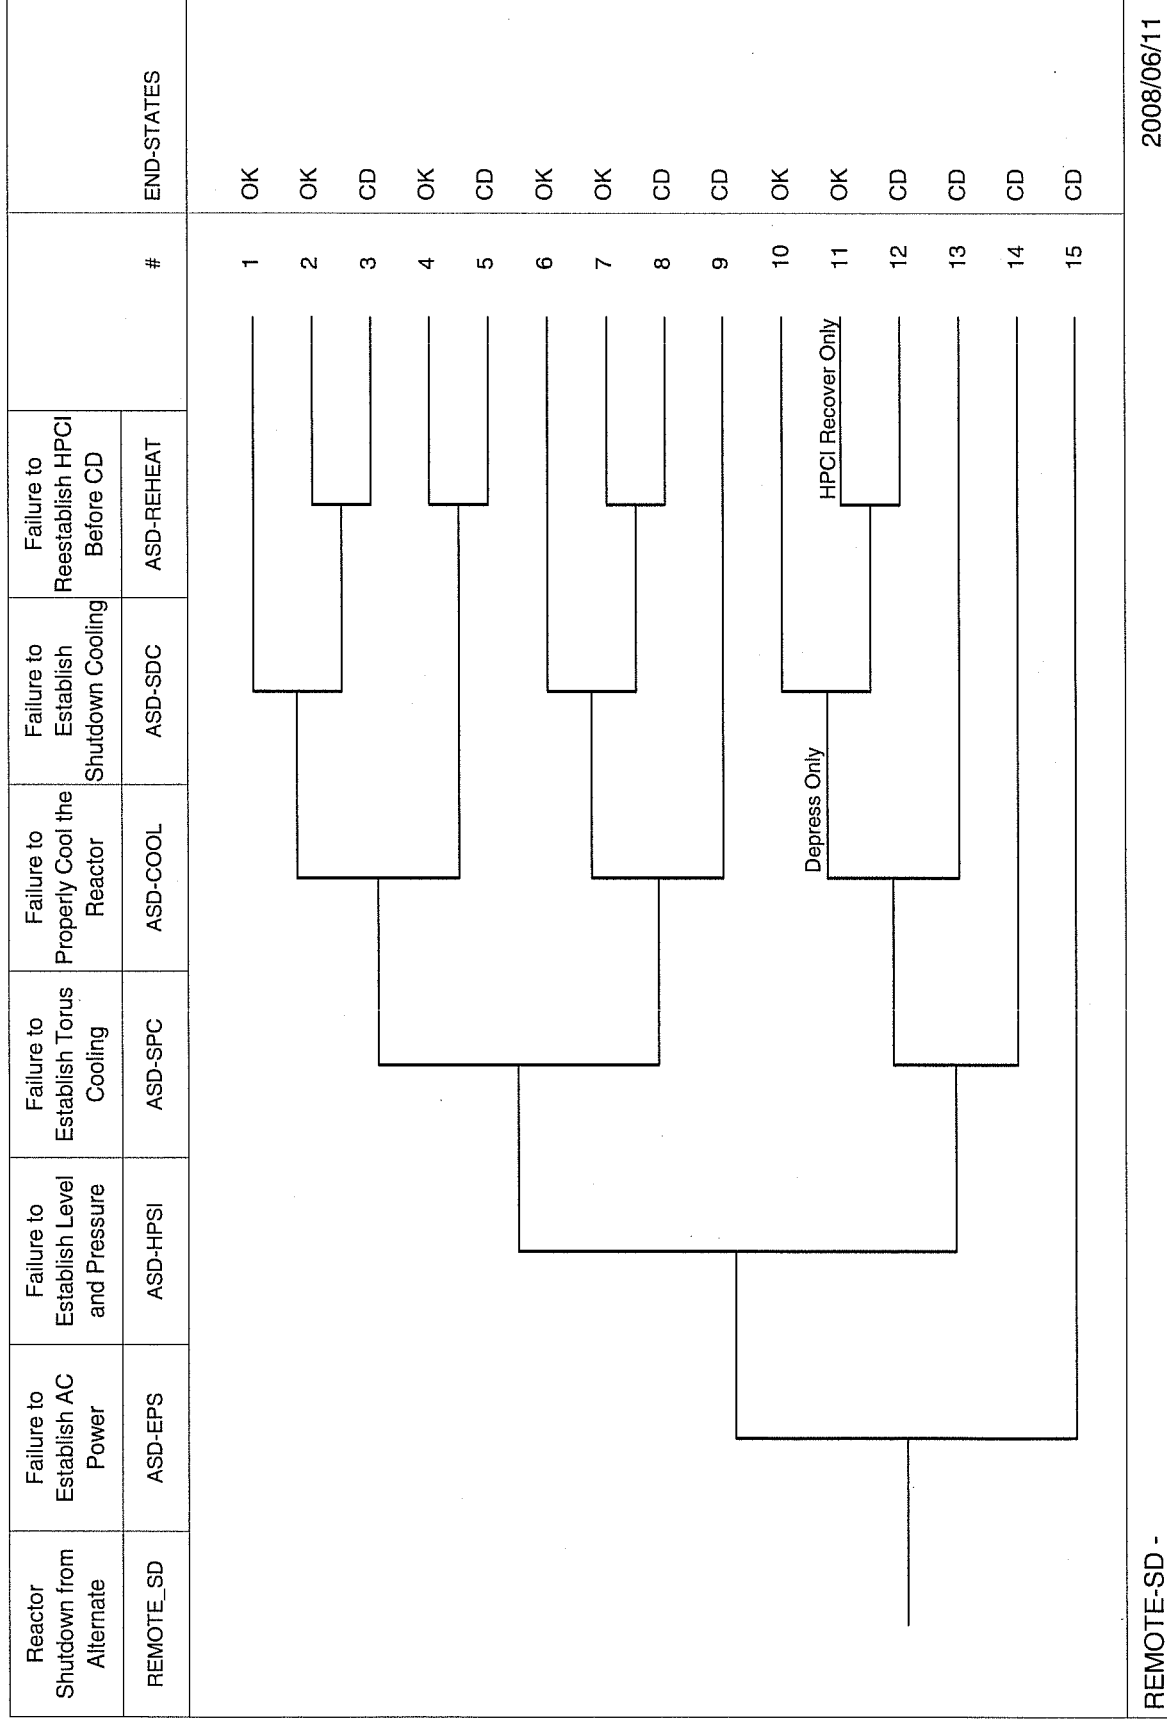 Reactor
Shutdown from
Alternate
Failure to
Establish AC
Power
Failure to
Establish Level
and Pressure
Failure to
Establish Torus
Cooling
Failure to
Properly Cool the
Reactor
Failure to
Establish
Shutdown Cooling
Failure to
Reestablish HPCI
Before CD
REMOTE_SD
ASD-EPS
ASD-HPSI
ASD-SPC
ASD-COOL
ASD-SDC
ASD-REHEAT
# END-STATES
1 OK
2 OK
3 CD
4 OK
5 CD
6 OK
7 OK
8 CD
9 CD
10 OK
Depress Only
HPCI Recover Only
11 OK
12 CD
13 CD
14 CD
15 CD
REMOTE-SD - 2008/06/11